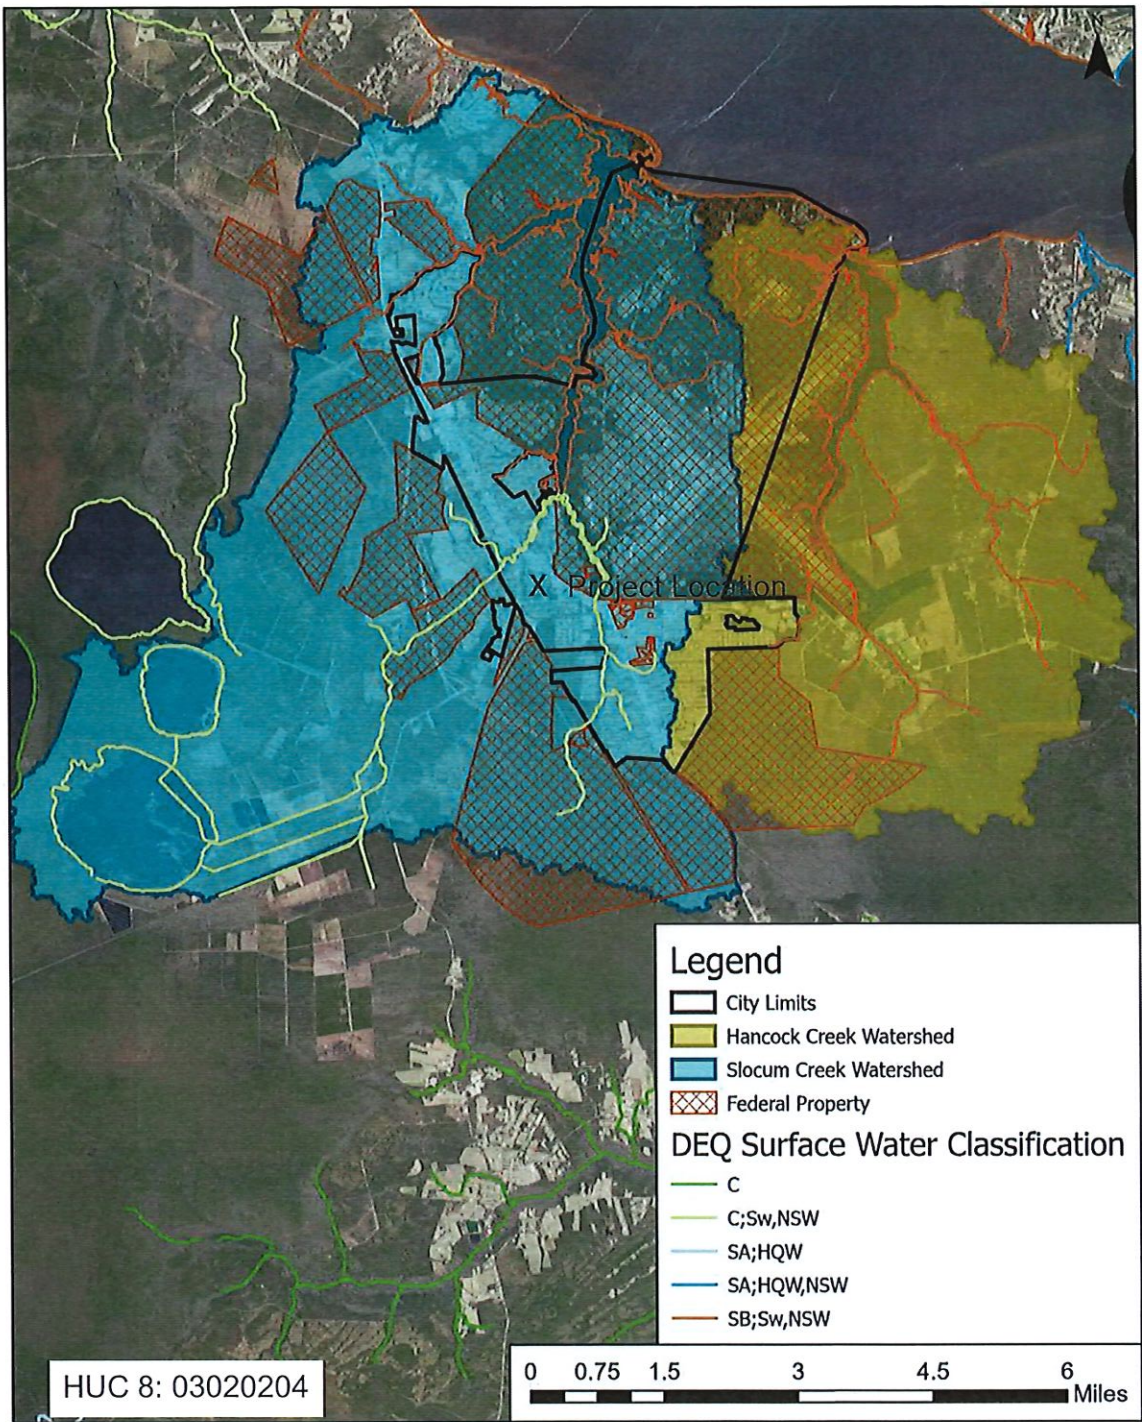 N
X Project Location
Legend
City Limits
Hancock Creek Watershed
Slocum Creek Watershed
Federal Property
DEQ Surface Water Classification
C
C;Sw,NSW
SA;HQW
SA;HQW,NSW
SB;Sw,NSW
HUC 8: 03020204
0 0.75 1.5 3 4.5 6
Miles